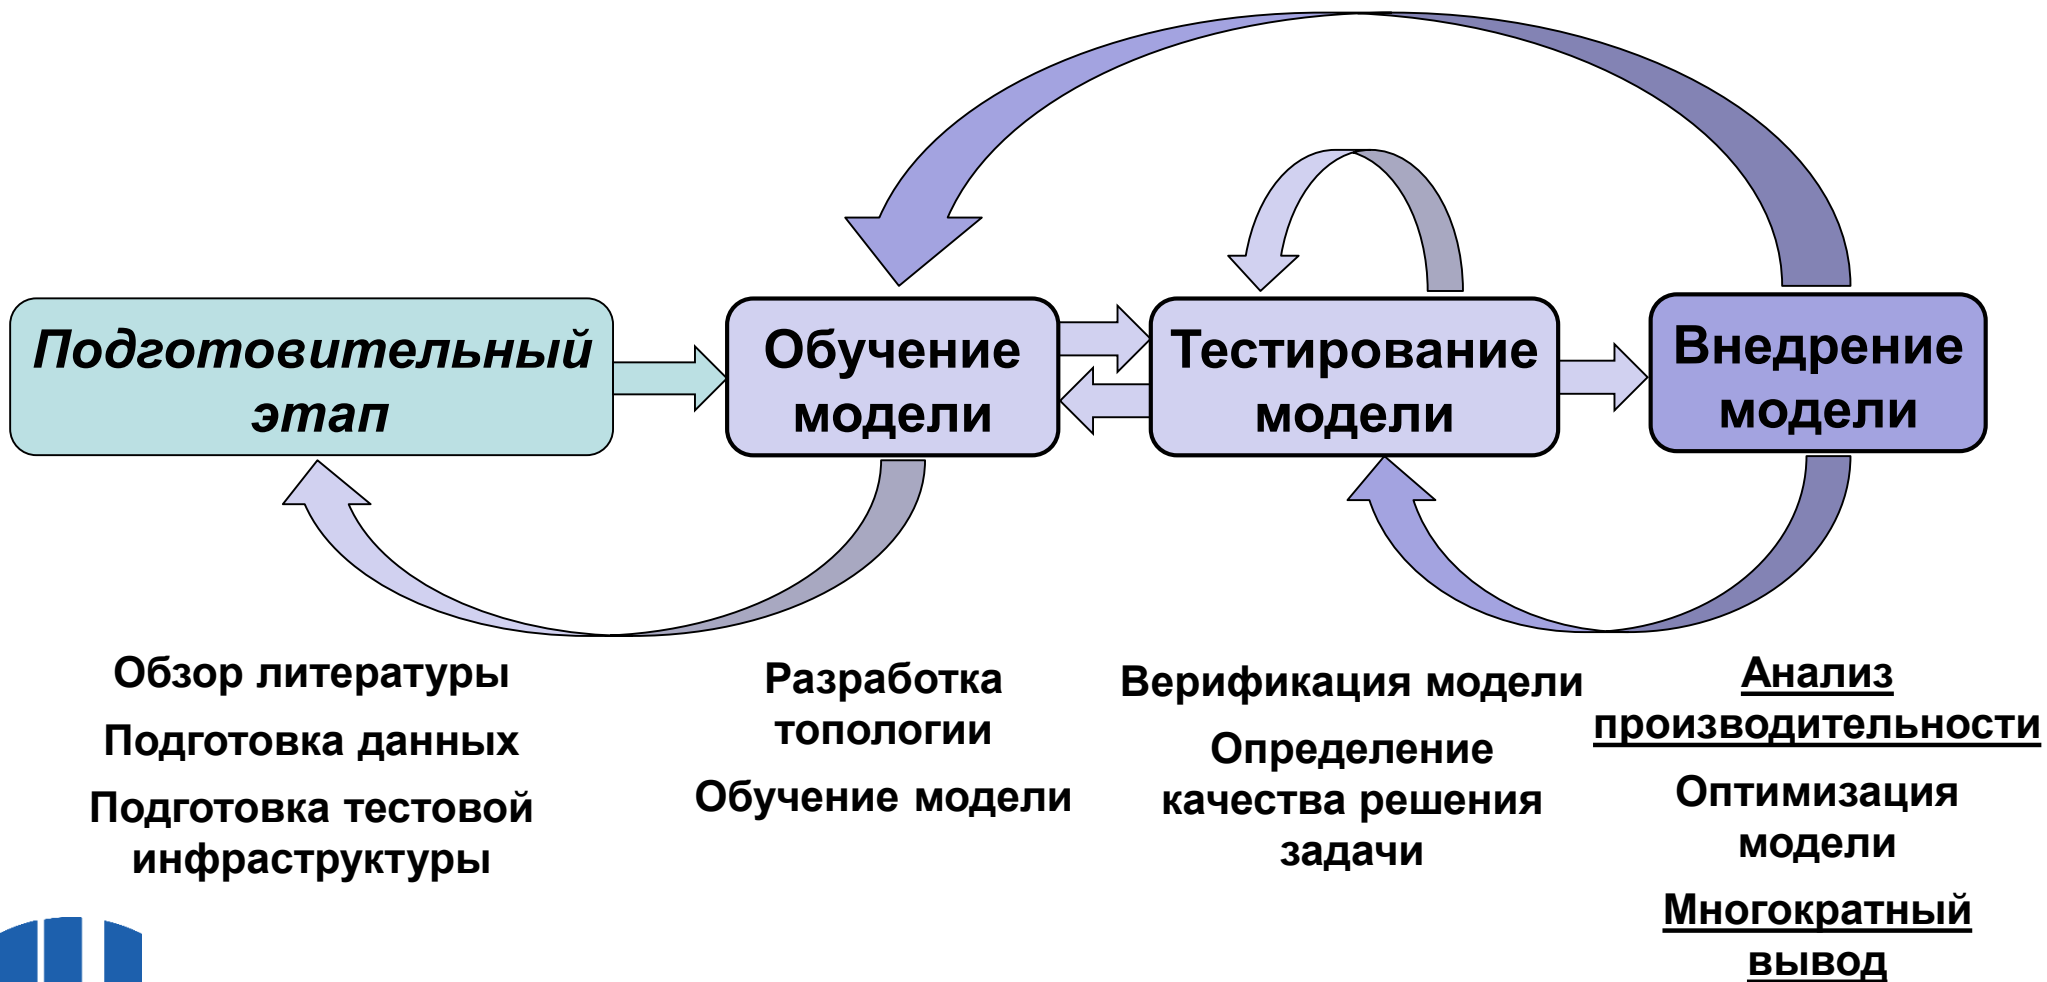 Подготовительный
этап
Обучение
модели
Тестирование
модели
Внедрение
модели
Обзор литературы
Подготовка данных
Подготовка тестовой
инфраструктуры
Разработка
топологии
Обучение модели
Верификация модели
Определение
качества решения
задачи
Анализ
производительности
Оптимизация
модели
Многократный
вывод